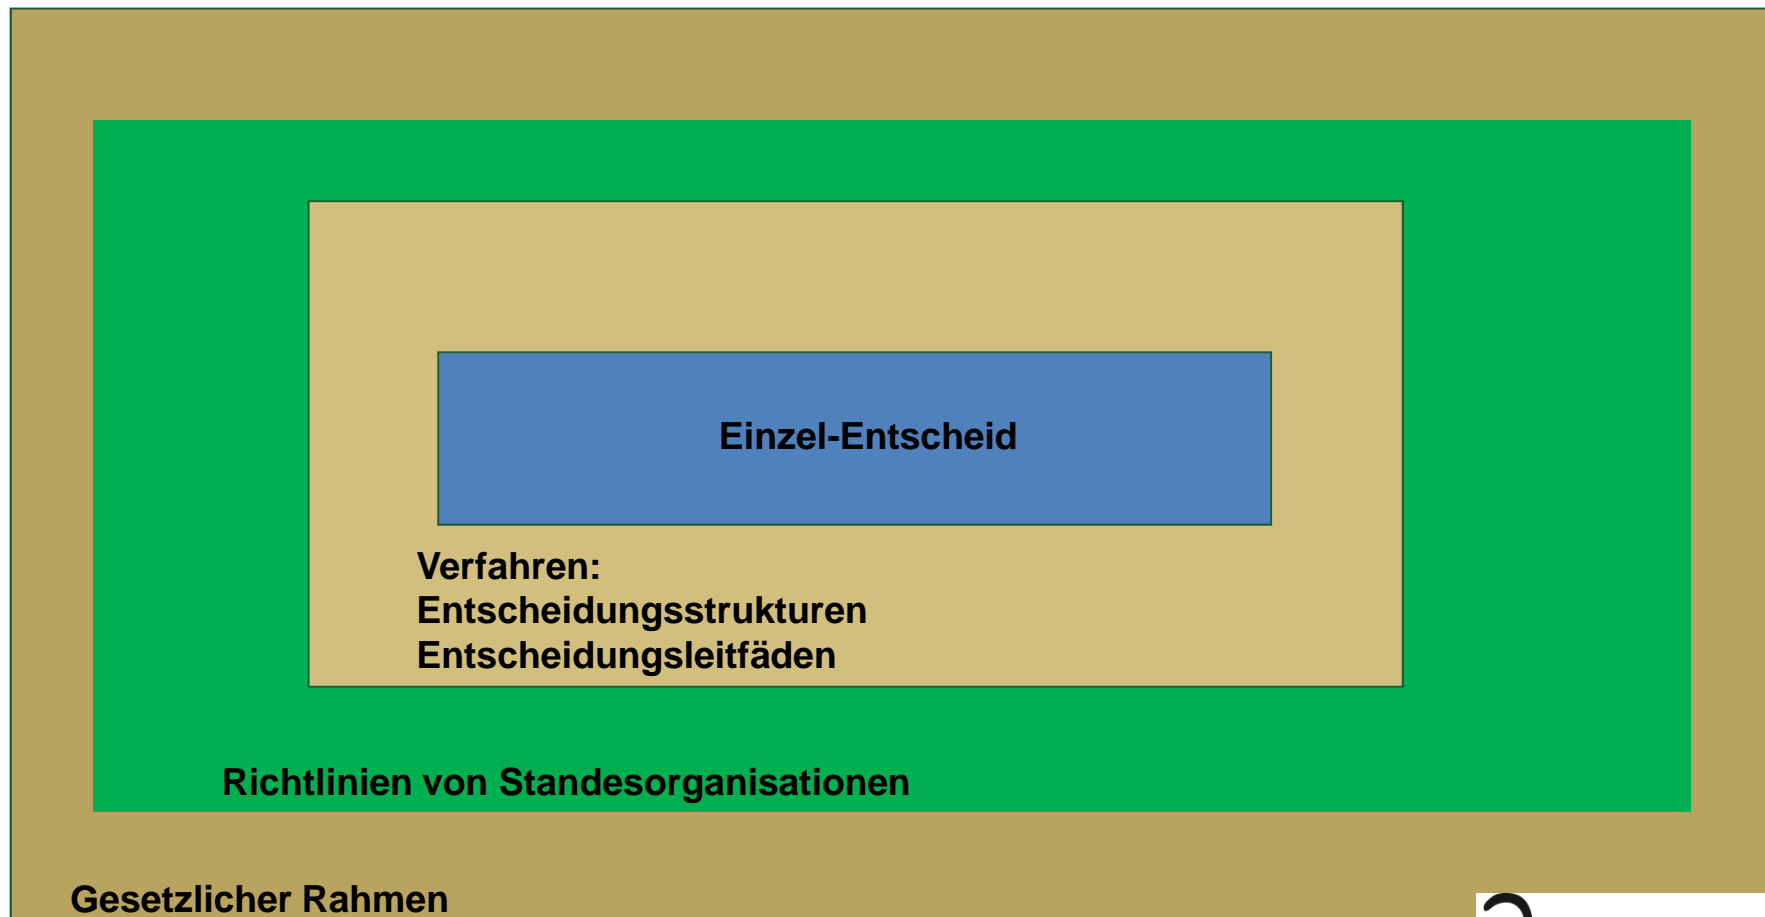 Einzel-Entscheid
Verfahren:
Entscheidungsstrukturen
Entscheidungsleitfäden
Richtlinien von Standesorganisationen
Gesetzlicher Rahmen